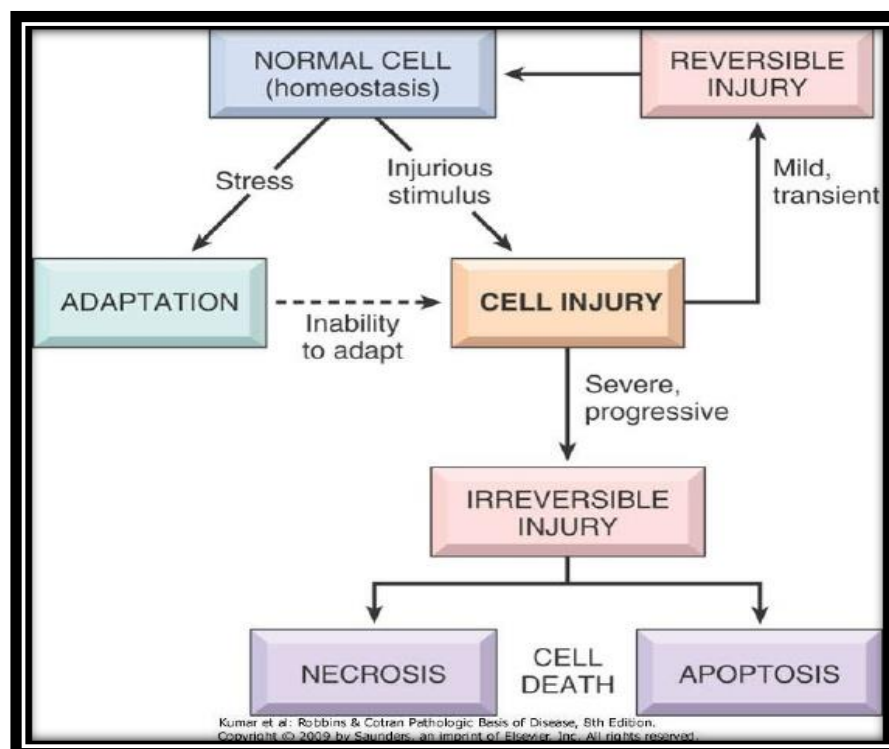 NORMAL CELL
(homeostasis)
REVERSIBLE
INJURY
Stress
Injurious
stimulus
Mild,
transient
ADAPTATION
Inability
to adapt
CELL INJURY
Severe,
progressive
IRREVERSIBLE
INJURY
NECROSIS
CELL
DEATH
APOPTOSIS
Kumar et al: Robbins & Cotran Pathologic Basis of Disease, 8th Edition.
Copyright © 2009 by Saunders, an imprint of Elsevier, Inc. All rights reserved.